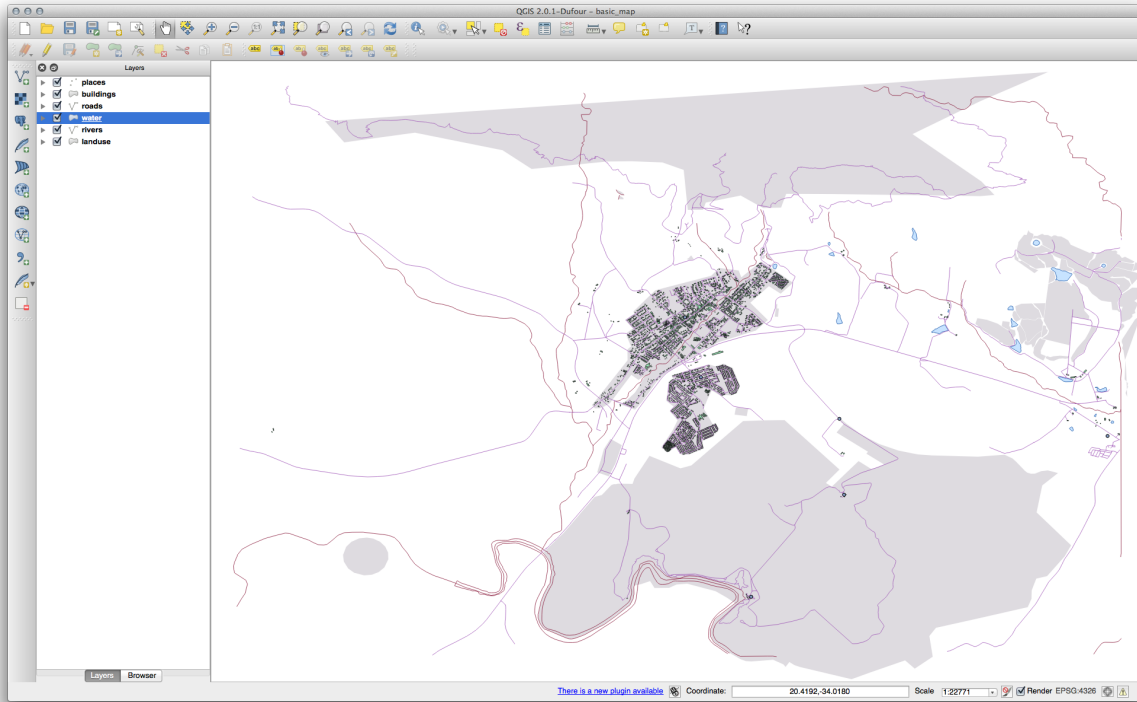 QGIS 2.0.1-Dufour - basic_map
Layers
places
buildings
roads
water
rivers
landuse
Layers Browser
There is a new plugin available Coordinate: 20.4192,-34.0180 Scale 1:22771 Render EPSG:4326